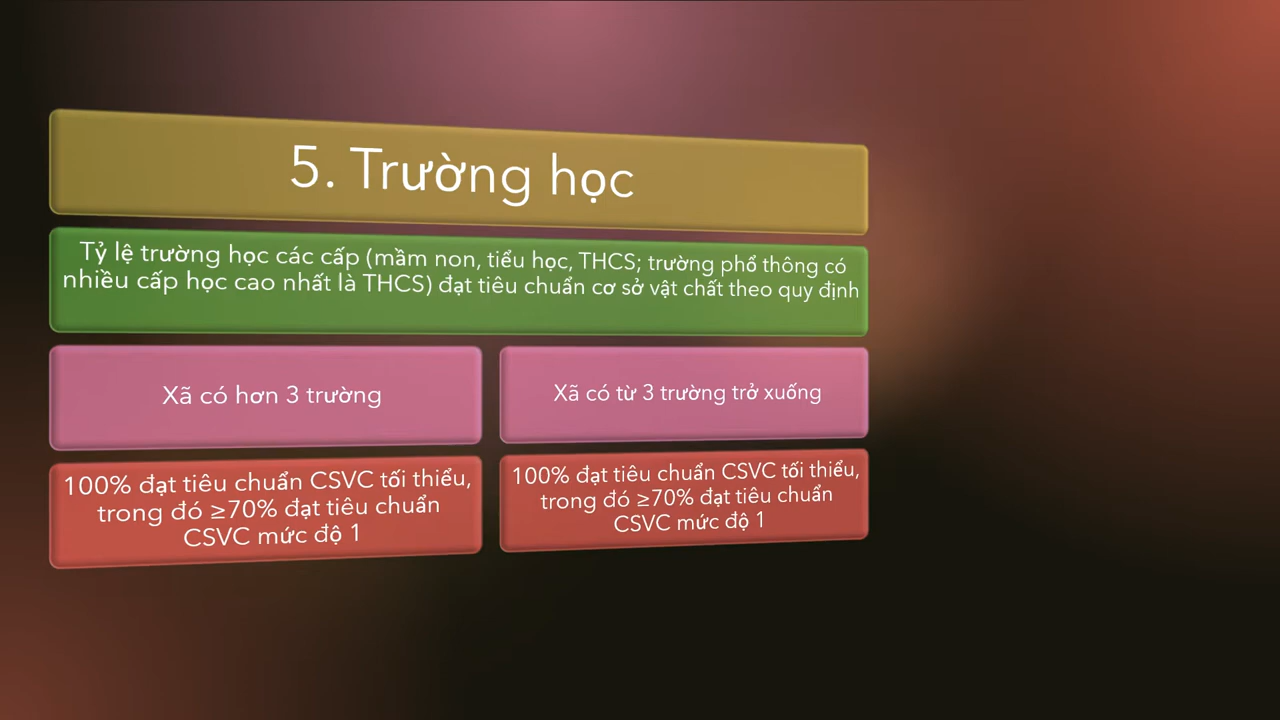 5. Trường học
Tỷ lệ trường học các cấp (mầm non, tiểu học, THCS; trường phổ thông có
nhiều cấp học cao nhất là THCS) đạt tiêu chuẩn cơ sở vật chất theo quy định
Xã có hơn 3 trường
Xã có từ 3 trường trở xuống
100% đạt tiêu chuẩn CSVC tối thiểu,
trong đó ≥70% đạt tiêu chuẩn
CSVC mức độ 1
100% đạt tiêu chuẩn CSVC tối thiểu,
trong đó ≥70% đạt tiêu chuẩn
CSVC mức độ 1